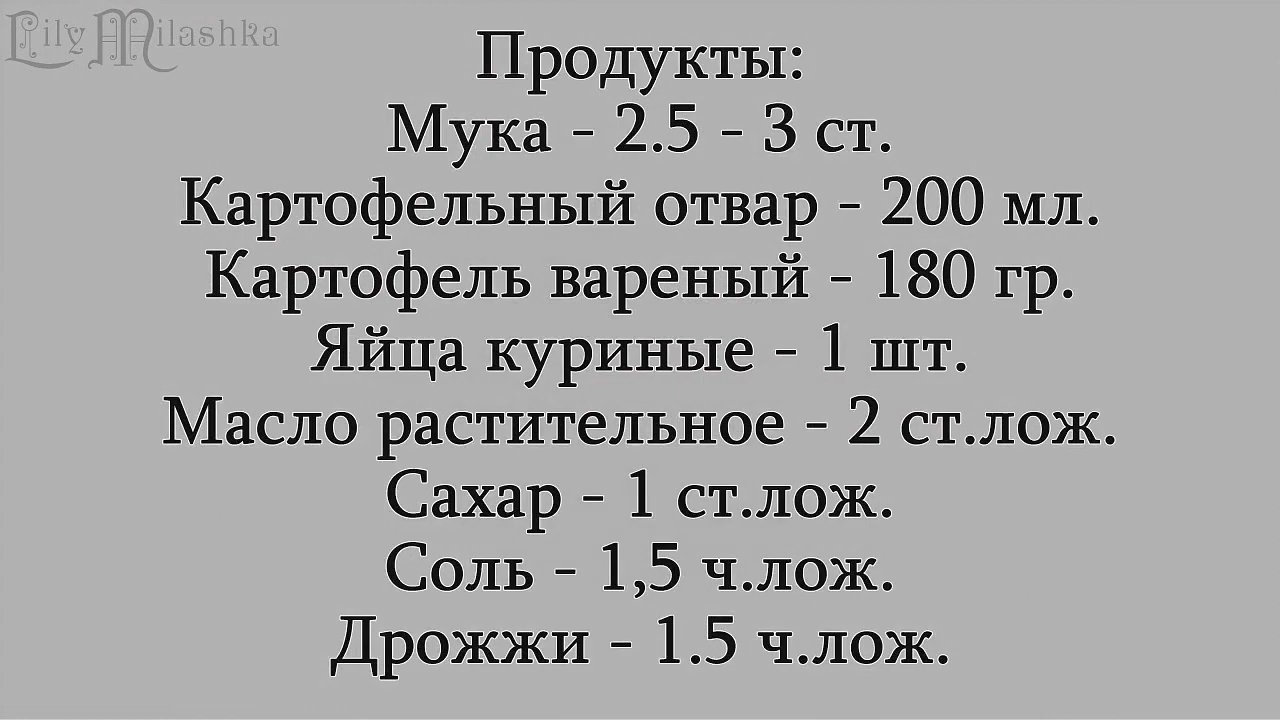 Lily Milashka
Продукты:
Мука - 2.5 - 3 ст.
Картофельный отвар - 200 мл.
Картофель вареный - 180 гр.
Яйца куриные - 1 шт.
Масло растительное - 2 ст.лож.
Сахар - 1 ст.лож.
Соль - 1,5 ч.лож.
Дрожжи - 1.5 ч.лож.